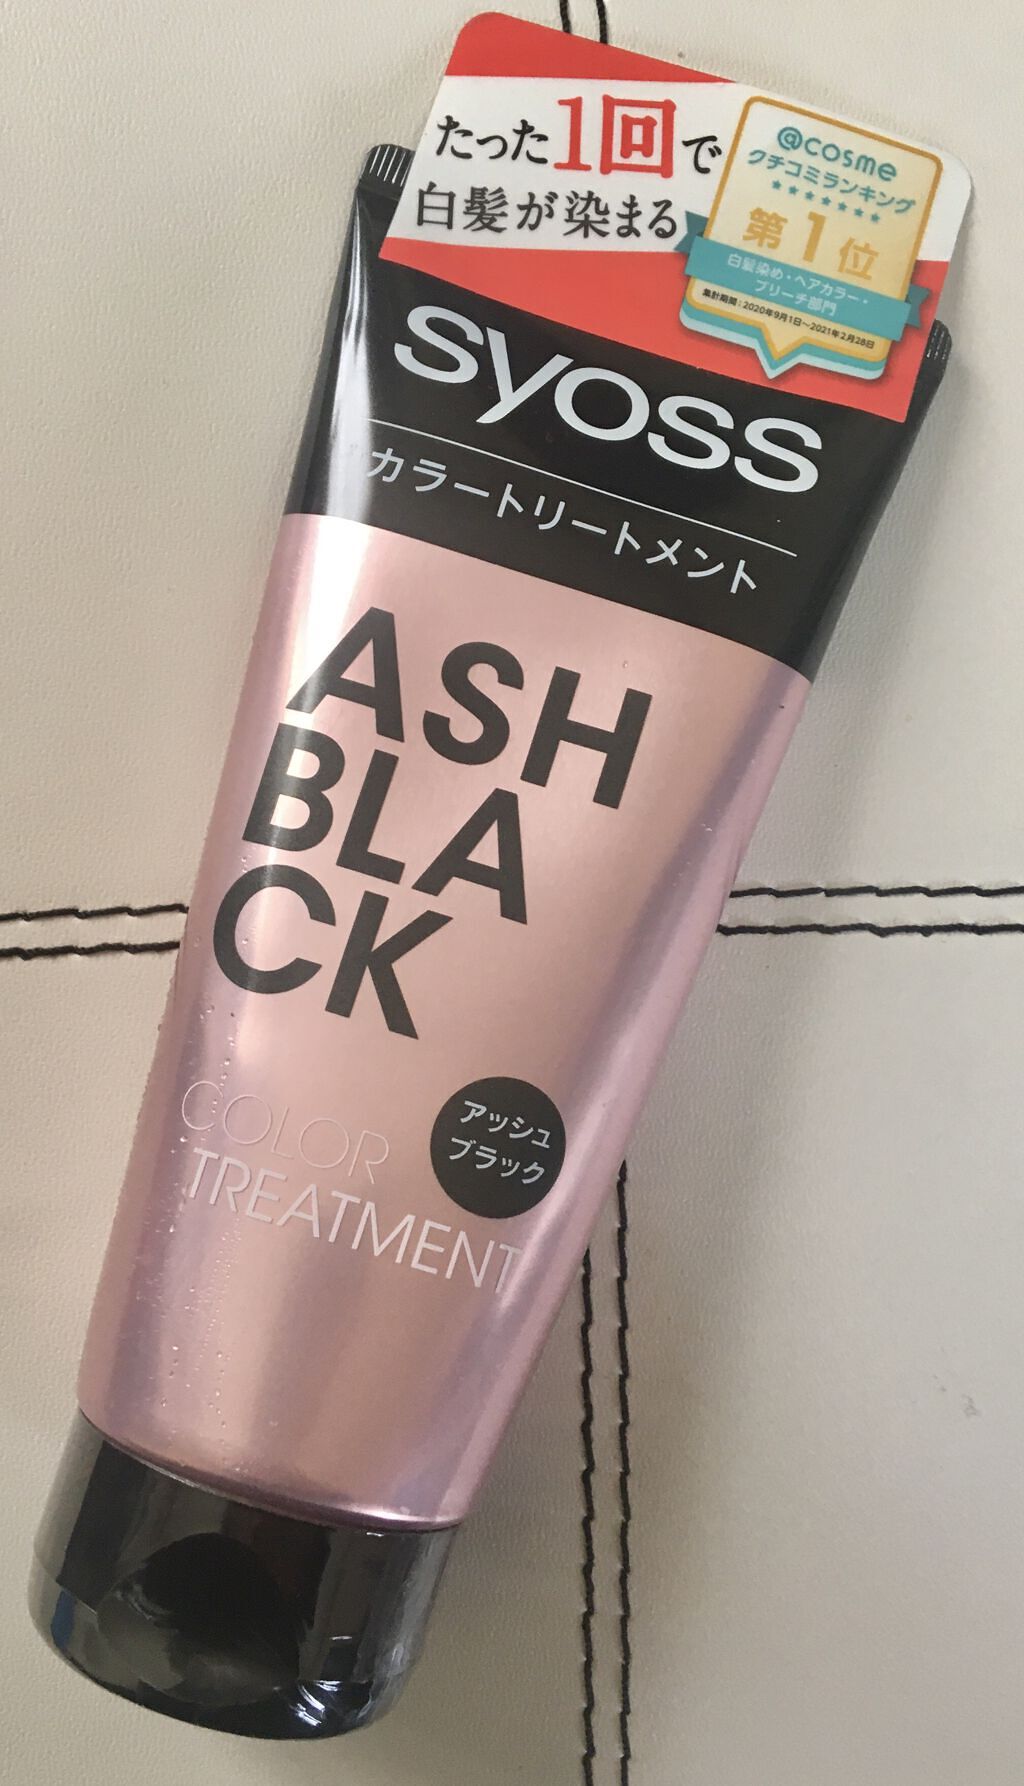 たった1回で
白髪が染まる
@cosme
クチコミランキング
★★★★★★★
第1位
白髪染め・ヘアカラー・
ブリーチ部門
集計期間：2020年9月1日～2021年2月28日
syoss
カラートリートメント
ASH
BLA
CK
アッシュ
ブラック
COLOR
TREATMENT